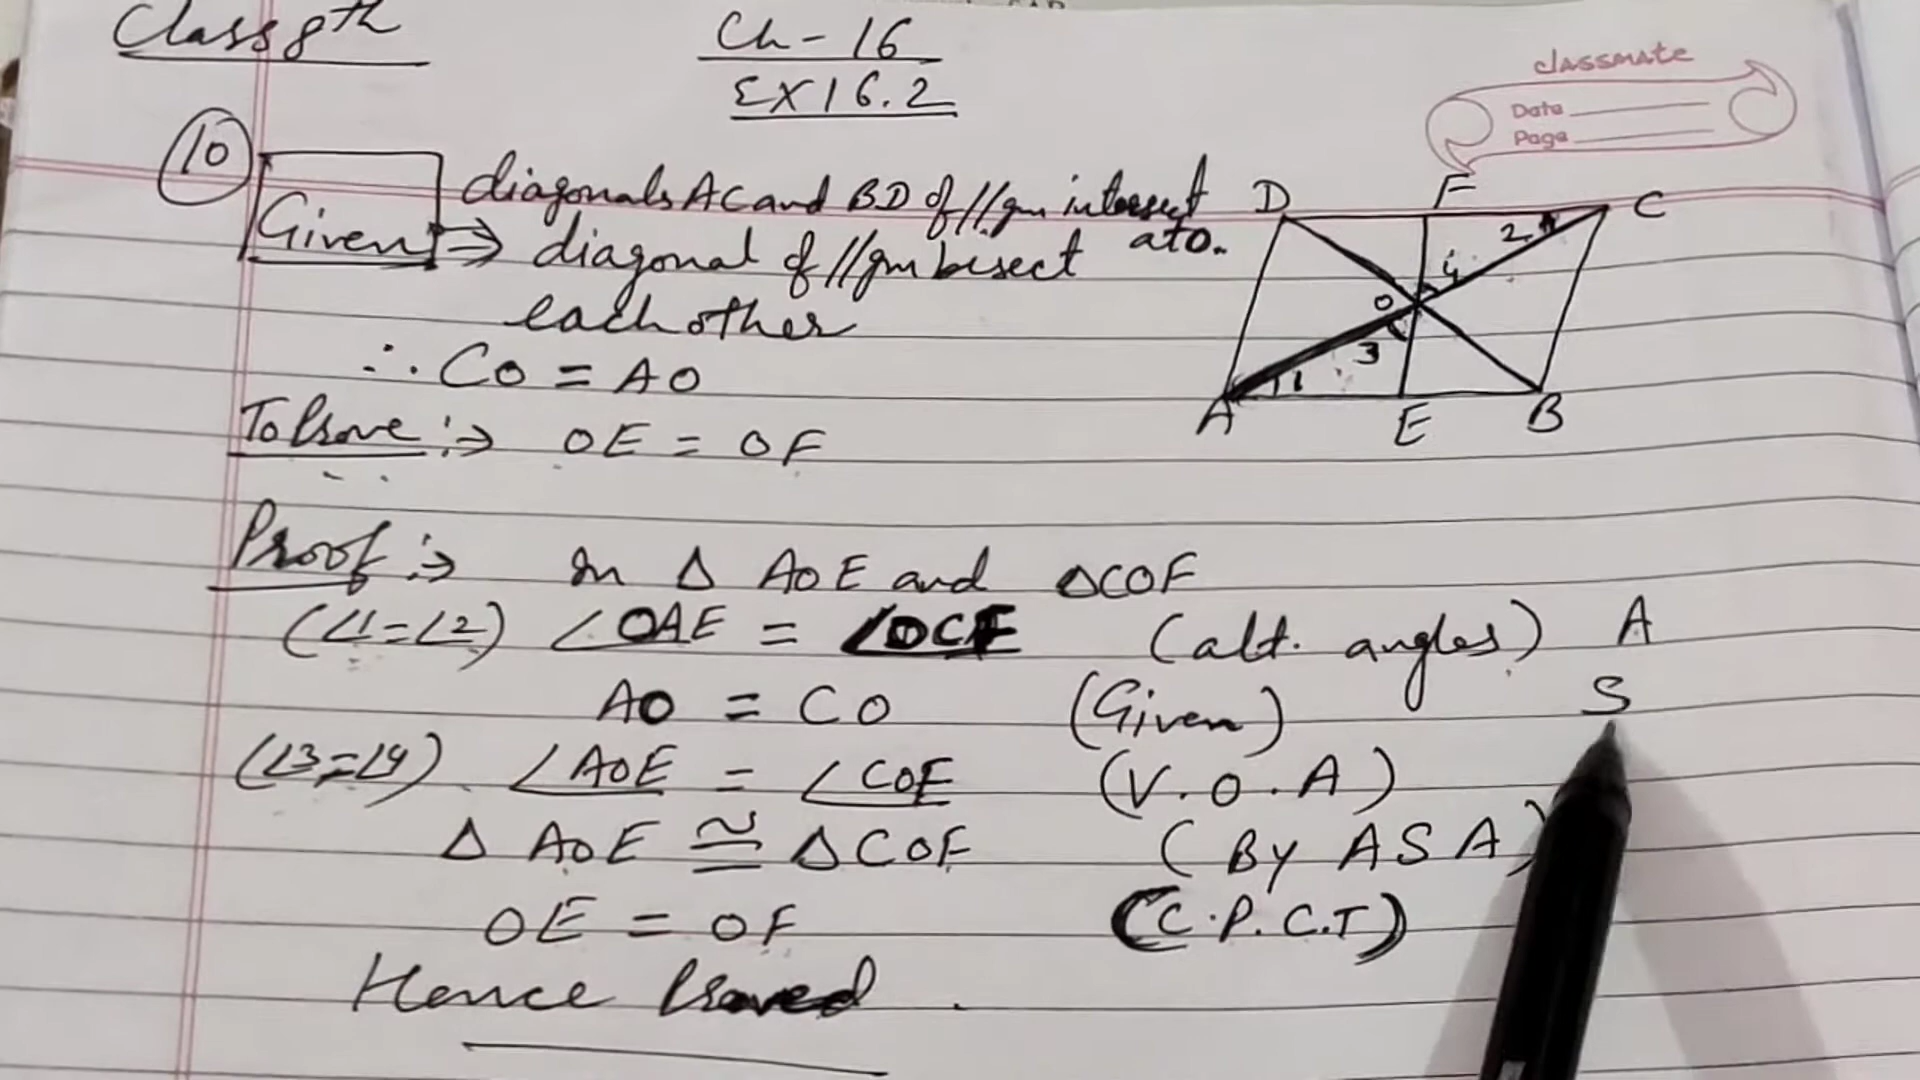 Class 8th
Ch-16
Ex 16.2
classmate
Date
Page
10
diagonals AC and BD of //gm intersect at O.
Given ⇒ diagonal of //gm bisect
each other
∴ CO = AO
To Prove :⇒ OE = OF
D F C
2
4
O
3
1
A E B
Proof :⇒ In Δ AOE and ΔCOF
(∠1=∠2) ∠OAE = ∠OCF (alt. angles) A
AO = CO (Given) S
(∠3=∠4) ∠AOE = ∠COF (V.O.A)
Δ AOE ≅ ΔCOF (By ASA)
OE = OF (C.P.C.T)
Hence Proved.